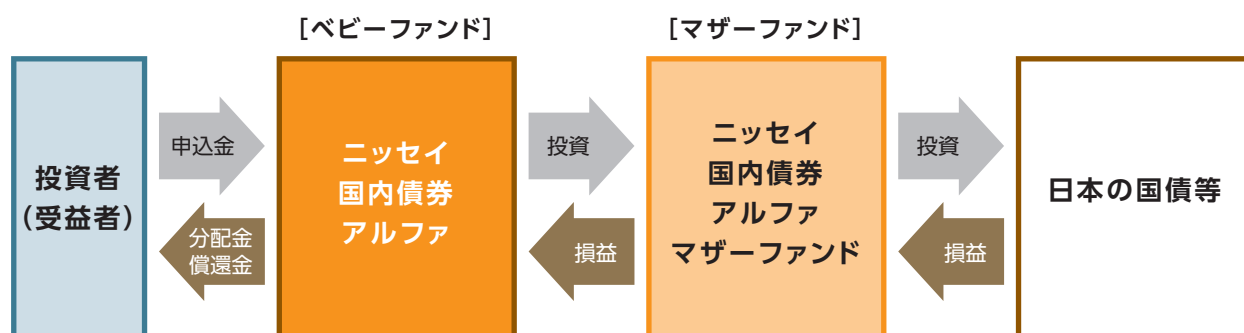 [ベビーファンド]
[マザーファンド]
投資者
(受益者)
申込金
分配金
償還金
ニッセイ
国内債券
アルファ
投資
損益
ニッセイ
国内債券
アルファ
マザーファンド
投資
損益
日本の国債等